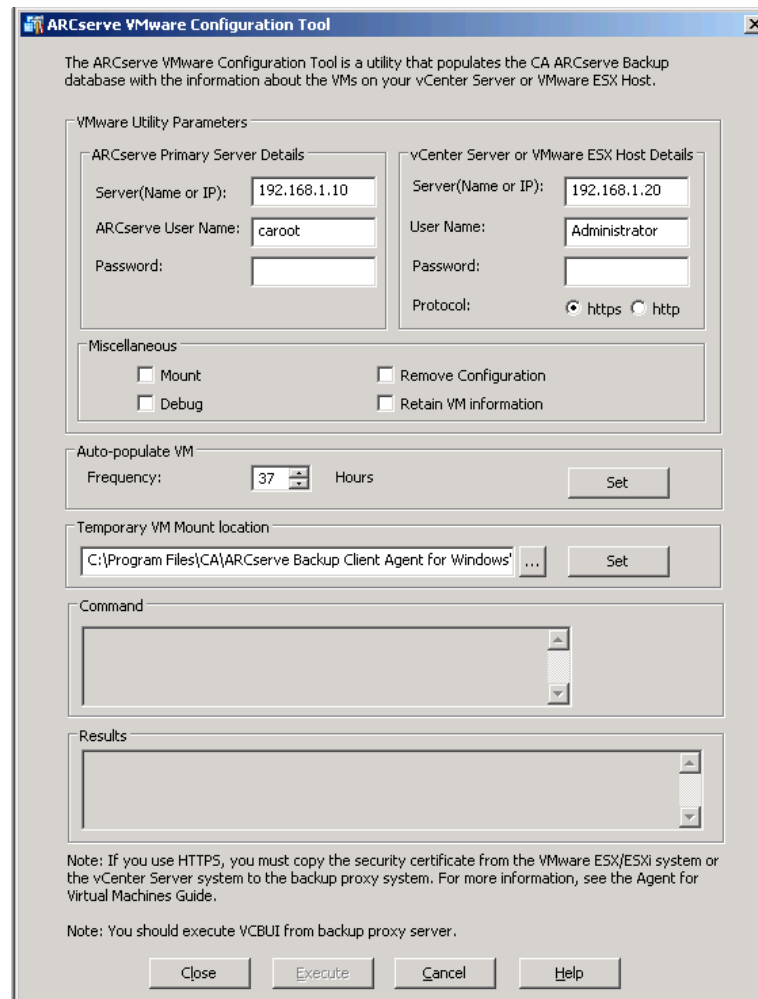 ARCserve VMware Configuration Tool
The ARCserve VMware Configuration Tool is a utility that populates the CA ARCserve Backup
database with the information about the VMs on your vCenter Server or VMware ESX Host.
VMware Utility Parameters
ARCserve Primary Server Details
Server(Name or IP): 192.168.1.10
ARCserve User Name: caroot
Password:
vCenter Server or VMware ESX Host Details
Server(Name or IP): 192.168.1.20
User Name: Administrator
Password:
Protocol: https http
Miscellaneous
Mount Remove Configuration
Debug Retain VM information
Auto-populate VM
Frequency: 37 Hours Set
Temporary VM Mount location
C:\Program Files\CA\ARCserve Backup Client Agent for Windows' ... Set
Command
Results
Note: If you use HTTPS, you must copy the security certificate from the VMware ESX/ESXi system or
the vCenter Server system to the backup proxy system. For more information, see the Agent for
Virtual Machines Guide.
Note: You should execute VCBUI from backup proxy server.
Close Execute Cancel Help